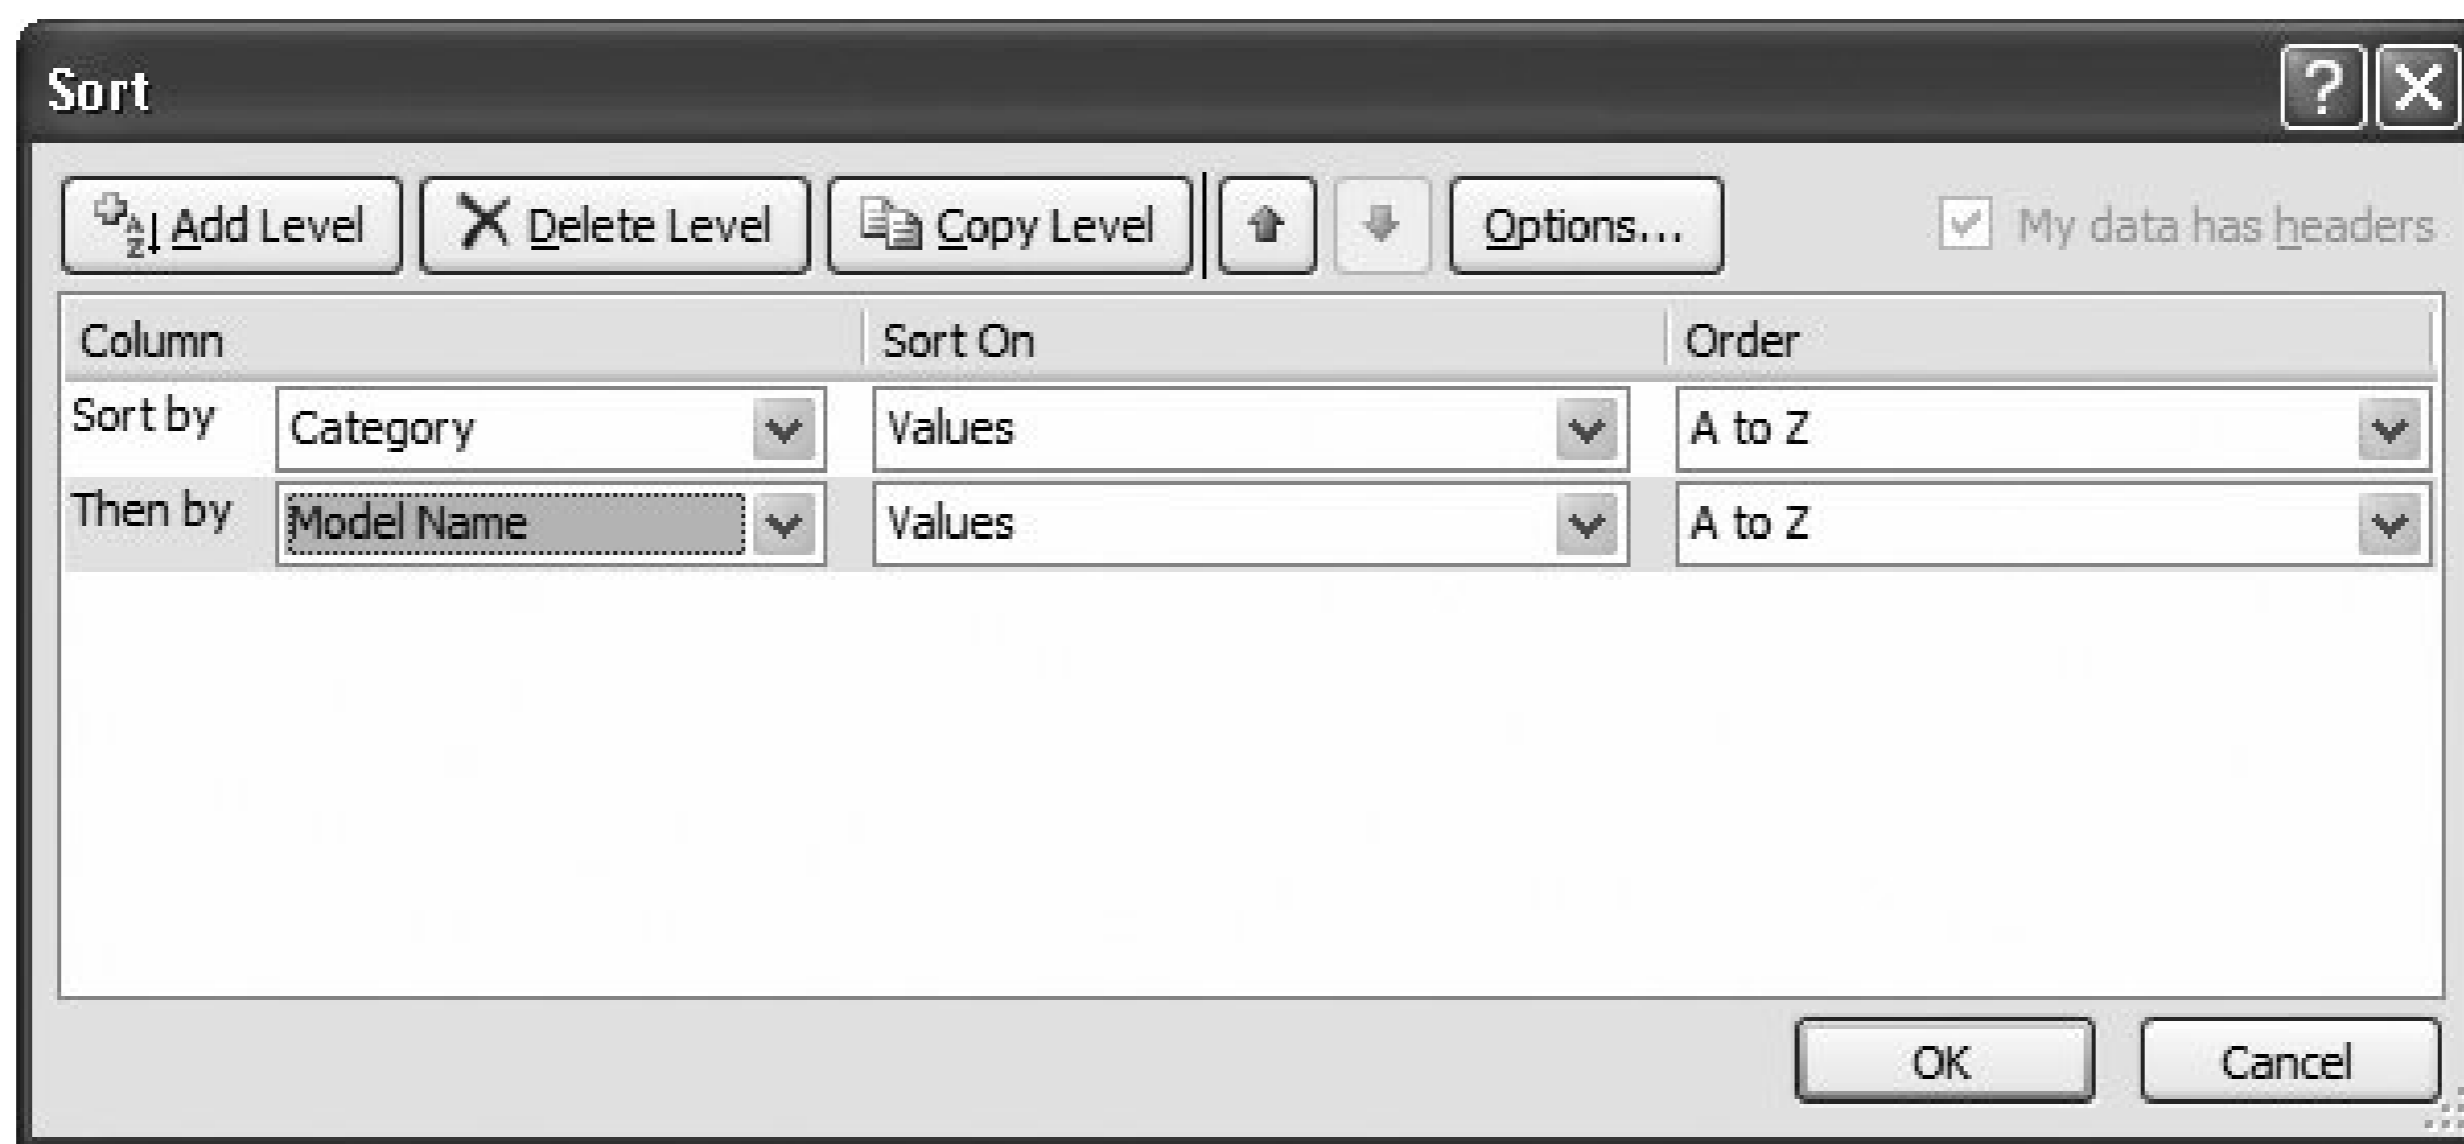 Sort
Add Level Delete Level Copy Level Options... My data has headers
Column Sort On Order
Sort by Category Values A to Z
Then by Model Name Values A to Z
OK Cancel